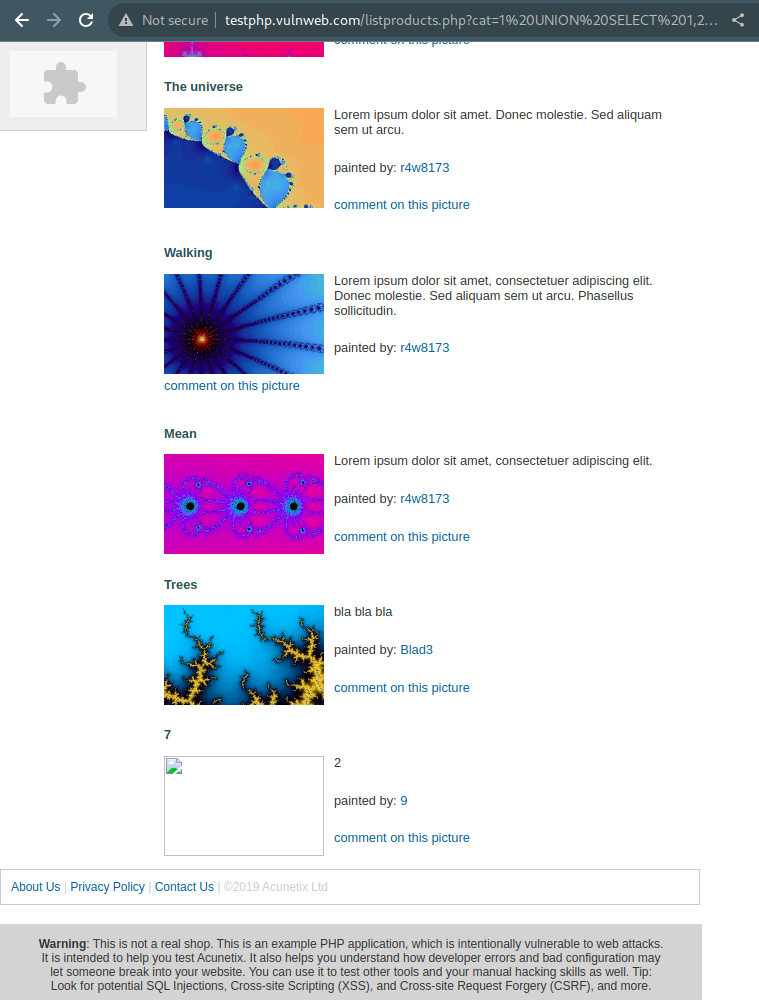 Not secure | testphp.vulnweb.com/listproducts.php?cat=1%20UNION%20SELECT%201,2...
comment on this picture
The universe
Lorem ipsum dolor sit amet. Donec molestie. Sed aliquam
sem ut arcu.
painted by: r4w8173
comment on this picture
Walking
Lorem ipsum dolor sit amet, consectetuer adipiscing elit.
Donec molestie. Sed aliquam sem ut arcu. Phasellus
sollicitudin.
painted by: r4w8173
comment on this picture
Mean
Lorem ipsum dolor sit amet, consectetuer adipiscing elit.
painted by: r4w8173
comment on this picture
Trees
bla bla bla
painted by: Blad3
comment on this picture
7
2
painted by: 9
comment on this picture
About Us | Privacy Policy | Contact Us | ©2019 Acunetix Ltd
Warning: This is not a real shop. This is an example PHP application, which is intentionally vulnerable to web attacks.
It is intended to help you test Acunetix. It also helps you understand how developer errors and bad configuration may
let someone break into your website. You can use it to test other tools and your manual hacking skills as well. Tip:
Look for potential SQL Injections, Cross-site Scripting (XSS), and Cross-site Request Forgery (CSRF), and more.